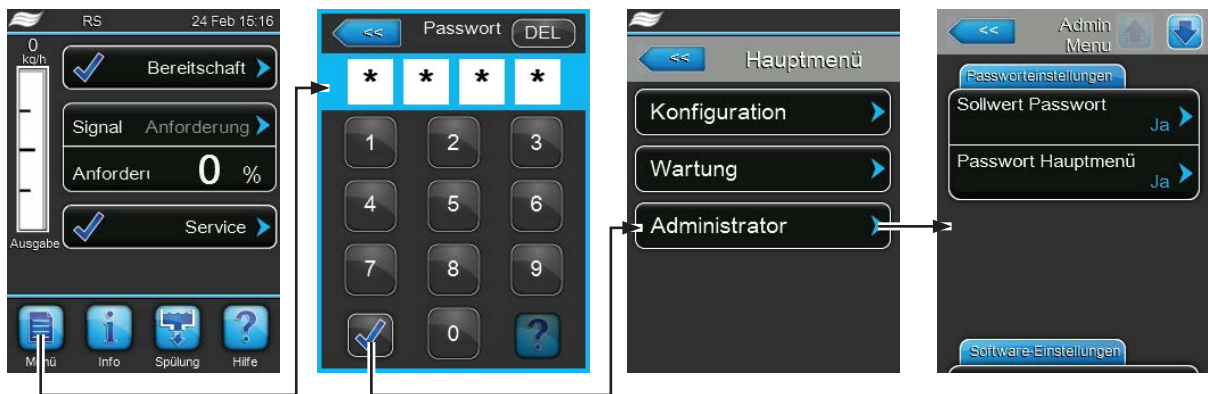 RS 24 Feb 15:16
0
kg/h
Bereitschaft
Signal Anforderung
Anforderu 0 %
Service
Ausgabe
Menü Info Spülung Hilfe
<< Passwort DEL
* * * *
1 2 3
4 5 6
7 8 9
0 ?
<< Hauptmenü
Konfiguration
Wartung
Administrator
<< Admin
Menu
Passworteinstellungen
Sollwert Passwort
Ja
Passwort Hauptmenü
Ja
Software-Einstellungen